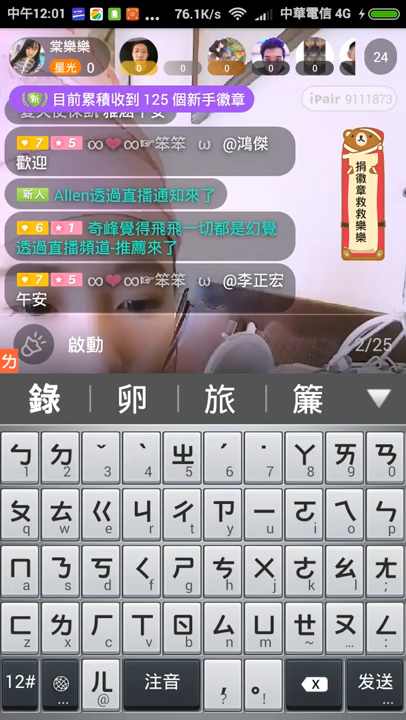 中午12:01 ... 76.1K/s 中華電信 4G
棠樂樂
星光 0
0 0 0 0 0
24
新 目前累積收到 125 個新手徽章
iPair 9111873
7 5 ∞❤∞☞笨笨 ω @鴻傑
歡迎
新人 Allen透過直播通知來了
6 1 奇峰覺得飛飛一切都是幻覺
透過直播頻道-推薦來了
7 5 ∞❤∞☞笨笨 ω @李正宏
午安
捐徽章救救樂樂
啟動 2/25
ㄌ
錄 卵 旅 簾
ㄅ 1 ㄉ 2 ˇ 3 ˋ 4 ㄓ 5 ˊ 6 ˙ 7 ㄚ 8 ㄞ 9 ㄢ 0
ㄆ q ㄊ w ㄍ e ㄐ r ㄔ t ㄗ y ㄧ u ㄛ i ㄟ o ㄣ p
ㄇ a ㄋ s ㄎ d ㄑ f ㄕ g ㄘ h ㄨ j ㄜ k ㄠ l ㄤ ;
ㄈ z ㄌ x ㄏ c ㄒ v ㄖ b ㄙ n ㄩ m ㄝ ~ ㄡ … ㄥ :
12# ... ㄦ @ 注音 , ? 。 ! X 发送 ...